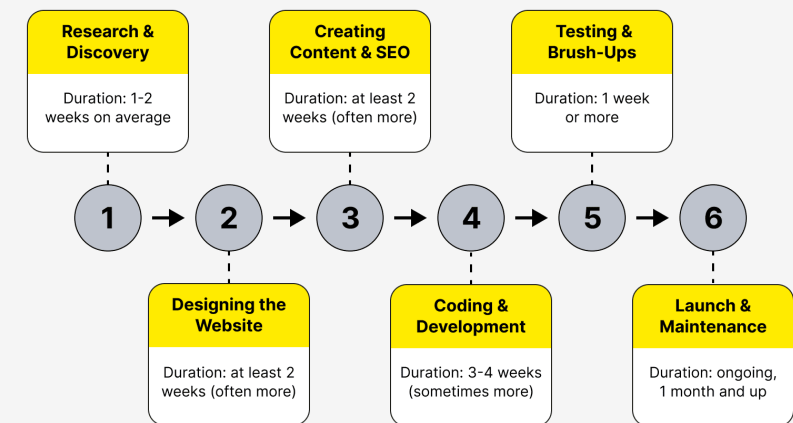 Research &
Discovery
Duration: 1-2
weeks on average
Creating
Content & SEO
Duration: at least 2
weeks (often more)
Testing &
Brush-Ups
Duration: 1 week
or more
1
2
3
4
5
6
Designing the
Website
Duration: at least 2
weeks (often more)
Coding &
Development
Duration: 3-4 weeks
(sometimes more)
Launch &
Maintenance
Duration: ongoing,
1 month and up